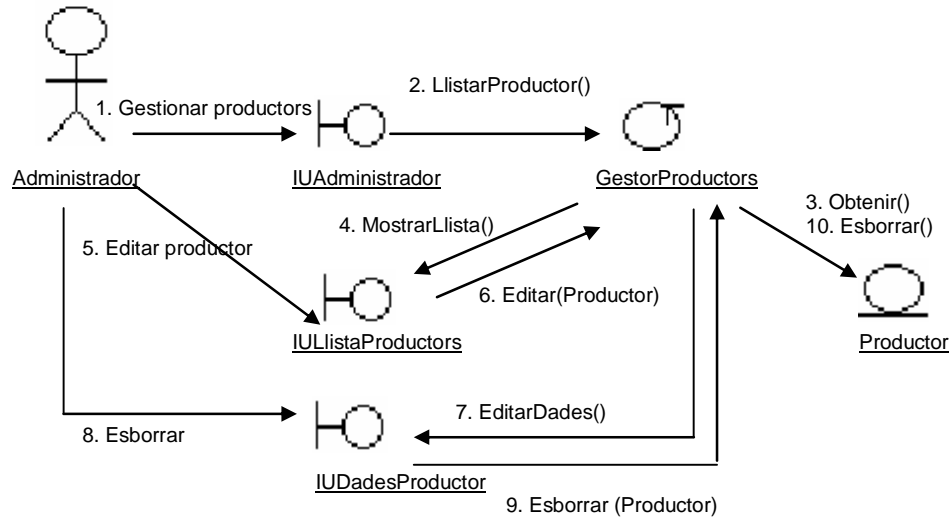 1. Gestionar productors
2. LlistarProductor()
Administrador
IUAdministrador
GestorProductors
3. Obtenir()
10. Esborrar()
4. MostrarLlista()
5. Editar productor
6. Editar(Productor)
IULlistaProductors
Productor
7. EditarDades()
8. Esborrar
IUDadesProductor
9. Esborrar (Productor)